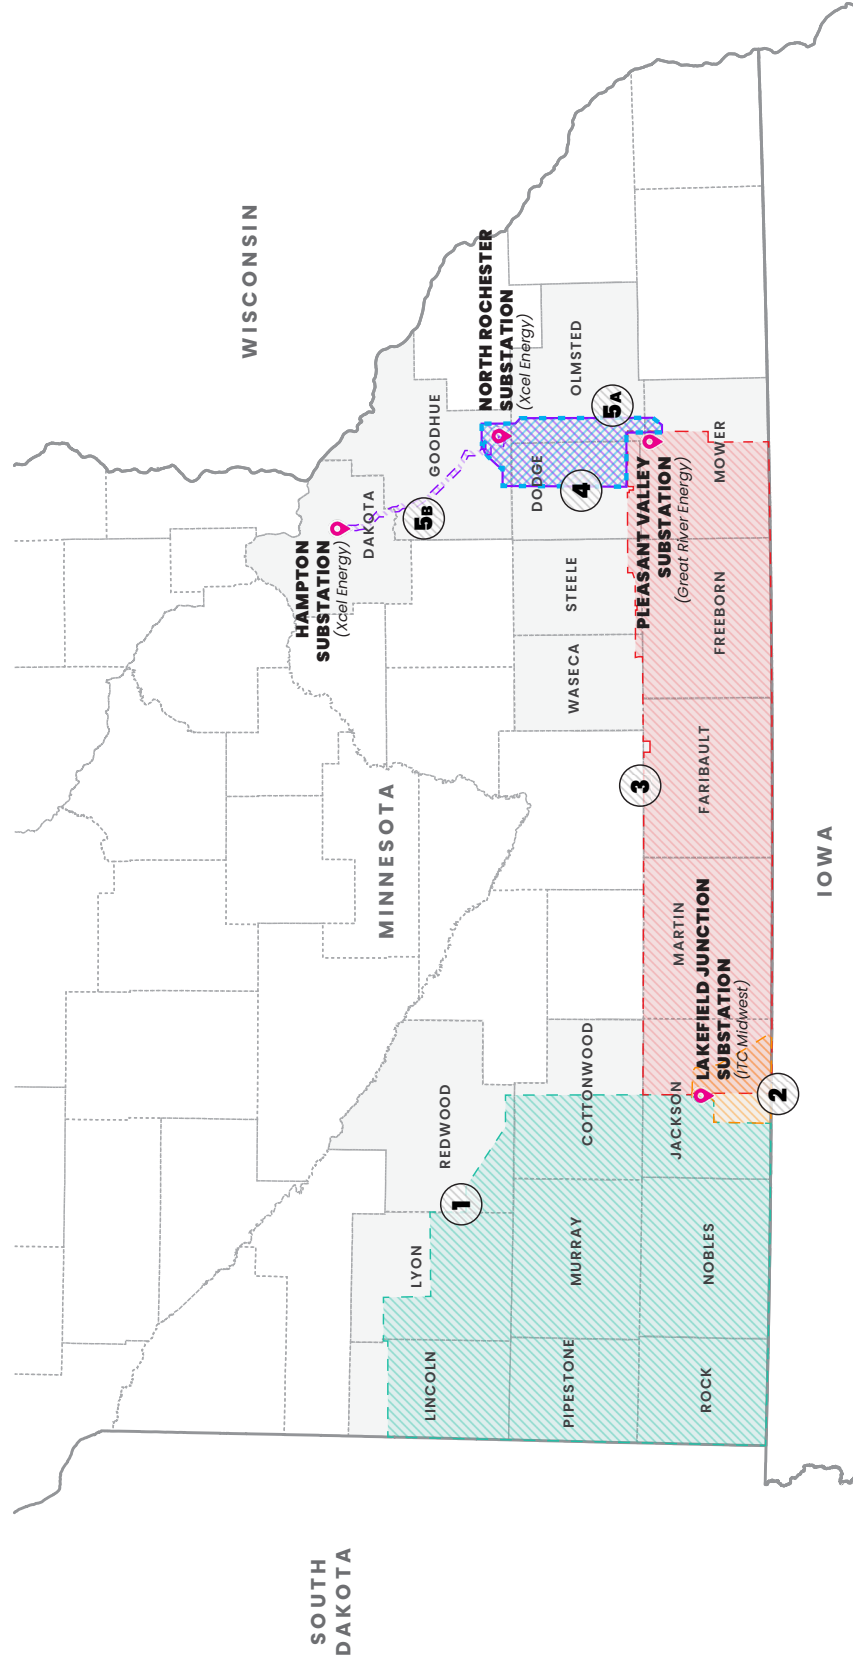 WISCONSIN
HAMPTON
SUBSTATION
(Xcel Energy)
DAKOTA
GOODHUE
NORTH ROCHESTER
SUBSTATION
(Xcel Energy)
5B
OLMSTED
DODGE
5A
4
STEELE
WASECA
PLEASANT VALLEY
SUBSTATION
(Great River Energy)
MOWER
FREEBORN
MINNESOTA
3
FARIBAULT
MARTIN
LAKEFIELD JUNCTION
SUBSTATION
(ITC Midwest)
2
JACKSON
COTTONWOOD
REDWOOD
1
LYON
MURRAY
NOBLES
LINCOLN
PIPESTONE
ROCK
SOUTH
DAKOTA
IOWA